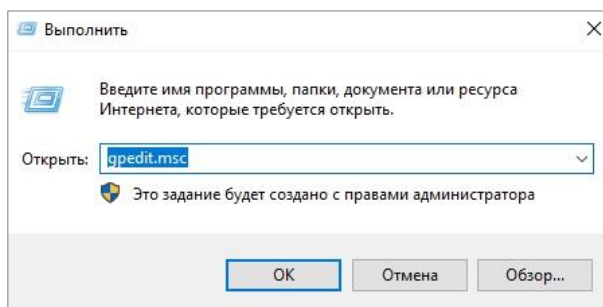 Выполнить
Введите имя программы, папки, документа или ресурса
Интернета, которые требуется открыть.
Открыть: gpedit.msc
Это задание будет создано с правами администратора
ОК Отмена Обзор...